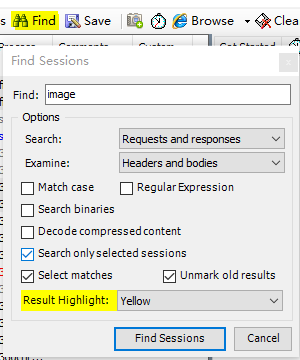 s Find Save Browse Clea
Find Sessions
Find: image
Options
Search: Requests and responses
Examine: Headers and bodies
Match case Regular Expression
Search binaries
Decode compressed content
Search only selected sessions
Select matches Unmark old results
Result Highlight: Yellow
Find Sessions Cancel